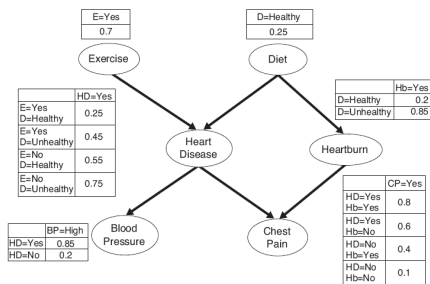 E=Yes
0.7
D=Healthy
0.25
Exercise
Diet
Hb=Yes
D=Healthy 0.2
D=Unhealthy 0.85
HD=Yes
E=Yes
D=Healthy 0.25
E=Yes
D=Unhealthy 0.45
E=No
D=Healthy 0.55
E=No
D=Unhealthy 0.75
Heart
Disease
Heartburn
CP=Yes
HD=Yes
Hb=Yes 0.8
HD=Yes
Hb=No 0.6
HD=No
Hb=Yes 0.4
HD=No
Hb=No 0.1
BP=High
HD=Yes 0.85
HD=No 0.2
Blood
Pressure
Chest
Pain